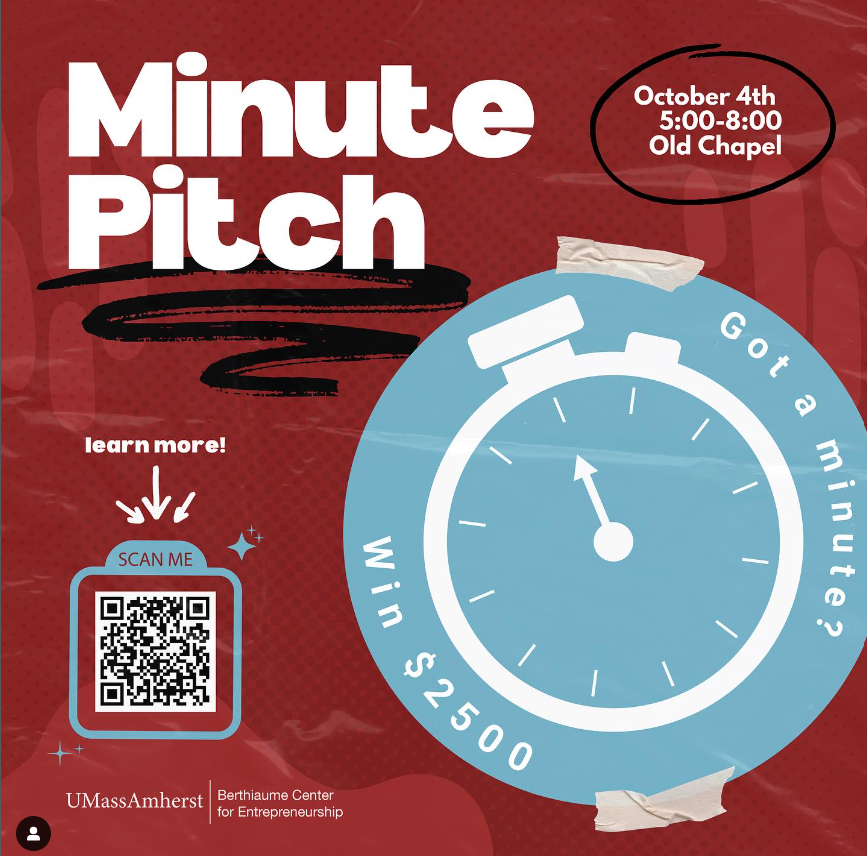 Minute
Pitch
October 4th
5:00-8:00
Old Chapel
Got a minute?
Win $2500
learn more!
SCAN ME
UMassAmherst
Berthiaume Center
for Entrepreneurship